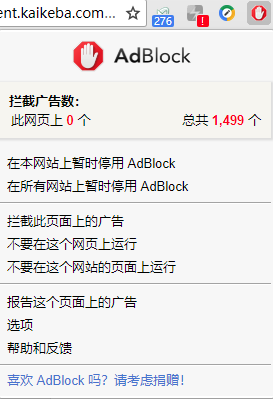 ent.kaikeba.com...
276
!
AdBlock
拦截广告数：
此网页上 0 个 总共 1,499 个
在本网站上暂时停用 AdBlock
在所有网站上暂时停用 AdBlock
拦截此页面上的广告
不要在这个网页上运行
不要在这个网站的页面上运行
报告这个页面上的广告
选项
帮助和反馈
喜欢 AdBlock 吗？请考虑捐赠！